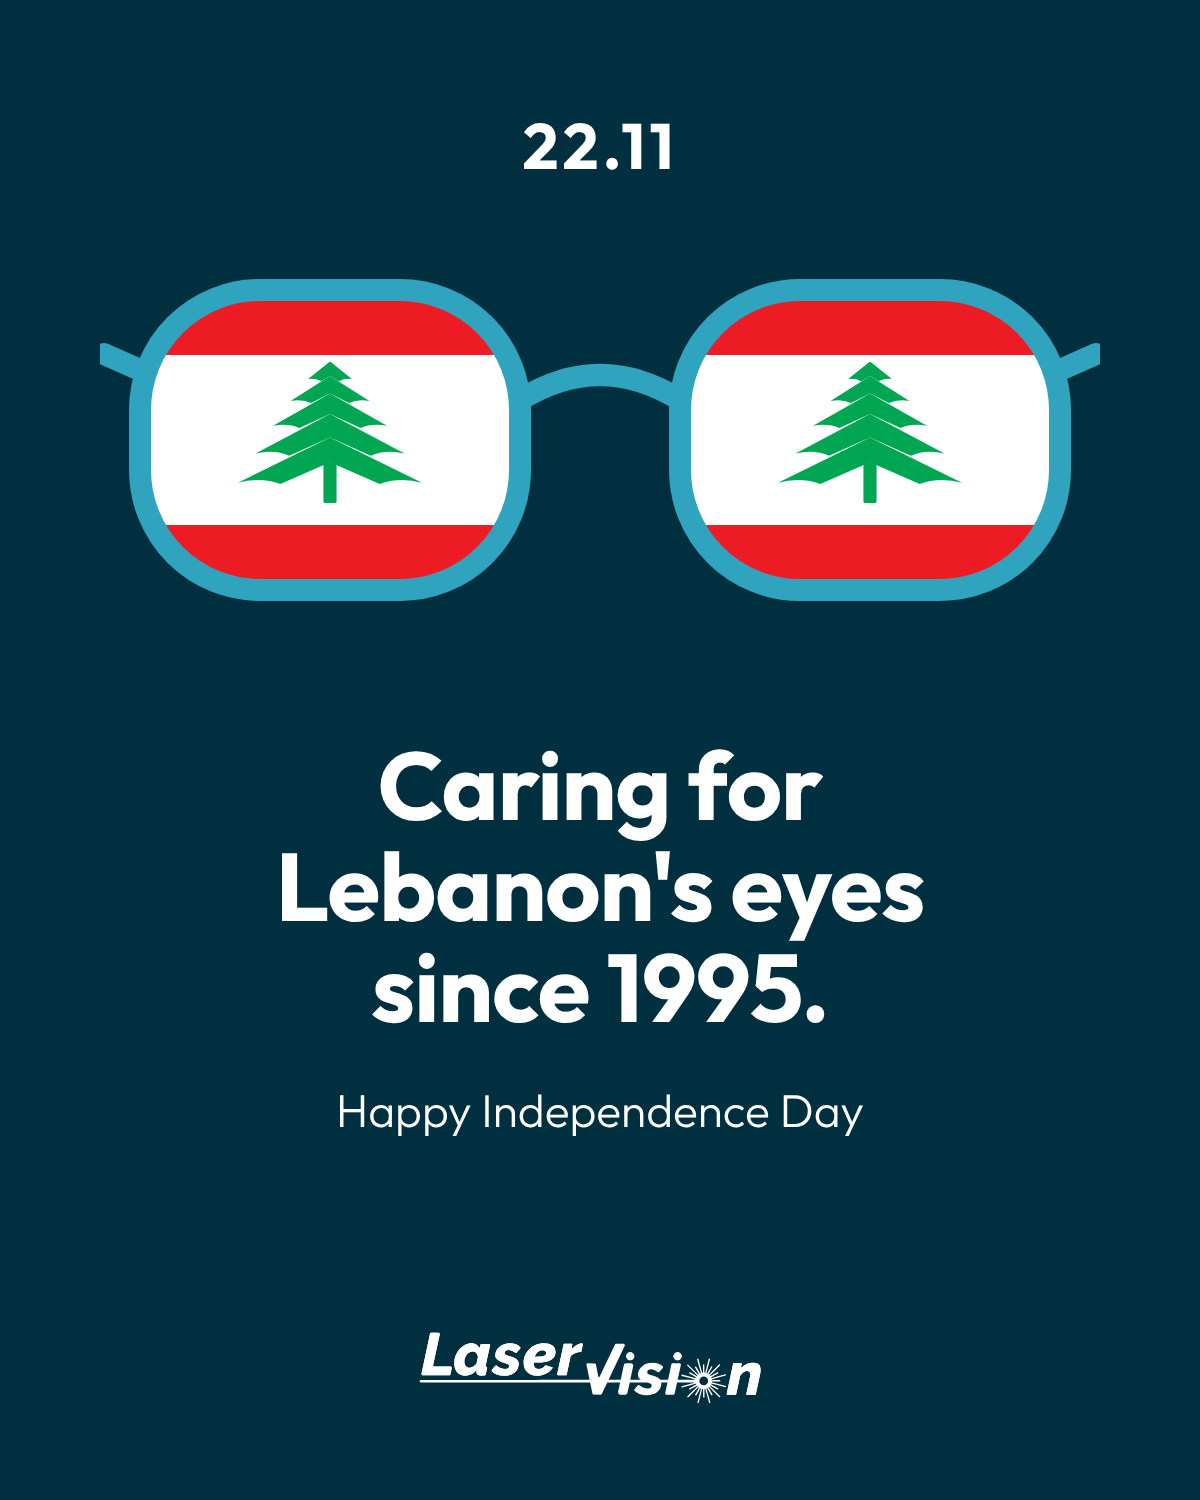 22.11
Caring for
Lebanon's eyes
since 1995.
Happy Independence Day
Laser Vision